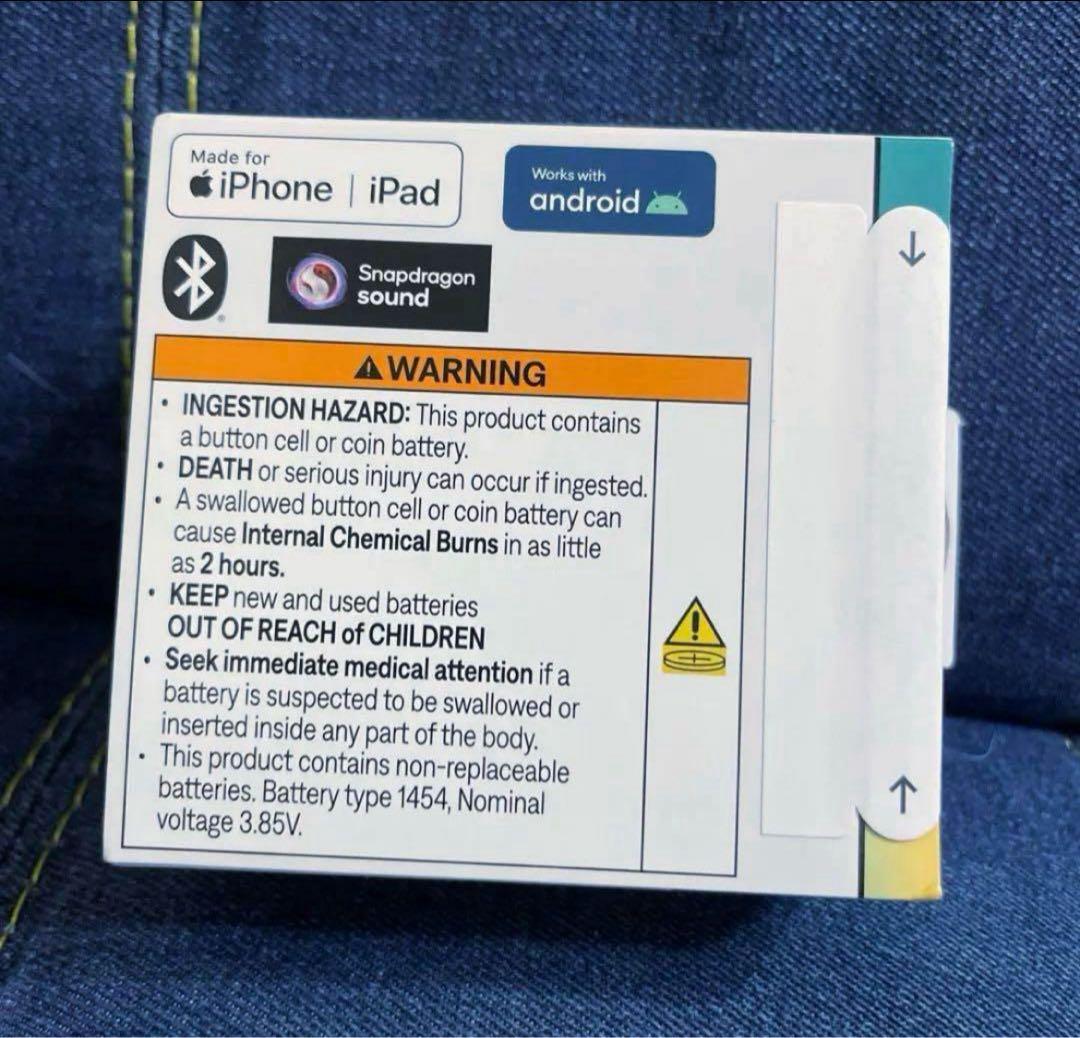 Made for
iPhone | iPad
Works with
android
Snapdragon
sound
WARNING
• INGESTION HAZARD: This product contains
a button cell or coin battery.
• DEATH or serious injury can occur if ingested.
• A swallowed button cell or coin battery can
cause Internal Chemical Burns in as little
as 2 hours.
• KEEP new and used batteries
OUT OF REACH of CHILDREN
• Seek immediate medical attention if a
battery is suspected to be swallowed or
inserted inside any part of the body.
• This product contains non-replaceable
batteries. Battery type 1454, Nominal
voltage 3.85V.